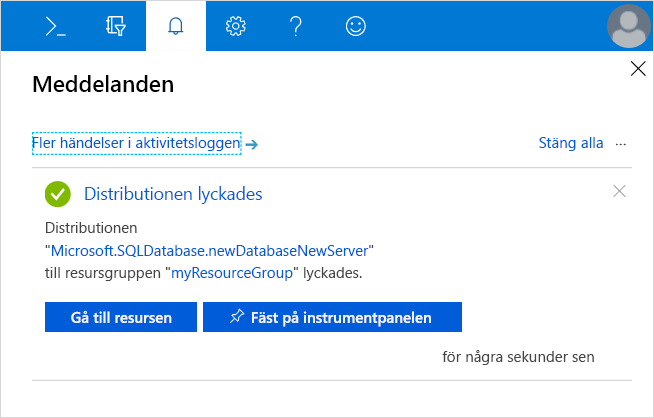 Meddelanden
Fler händelser i aktivitetsloggen
Stäng alla
Distributionen lyckades
Distributionen
"Microsoft.SQLDatabase.newDatabaseNewServer"
till resursgruppen "myResourceGroup" lyckades.
Gå till resursen
Fäst på instrumentpanelen
för några sekunder sen